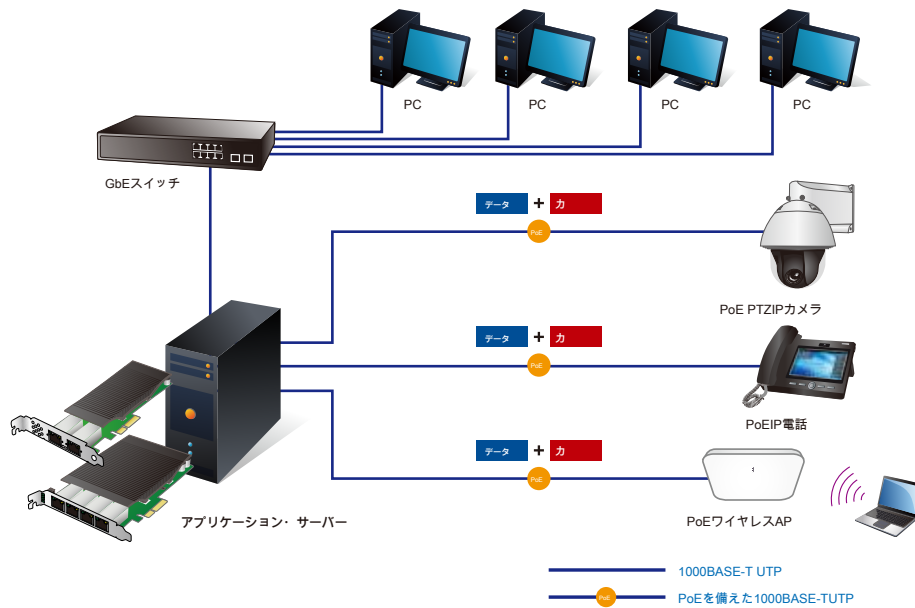 PC
PC
PC
PC
GbEスイッチ
データ + カ
PoE
PoE PTZIPカメラ
データ + カ
PoE
PoEIP電話
データ + カ
PoE
PoEワイヤレスAP
アプリケーション・サーバー
1000BASE-T UTP
PoE
PoEを備えた1000BASE-TUTP